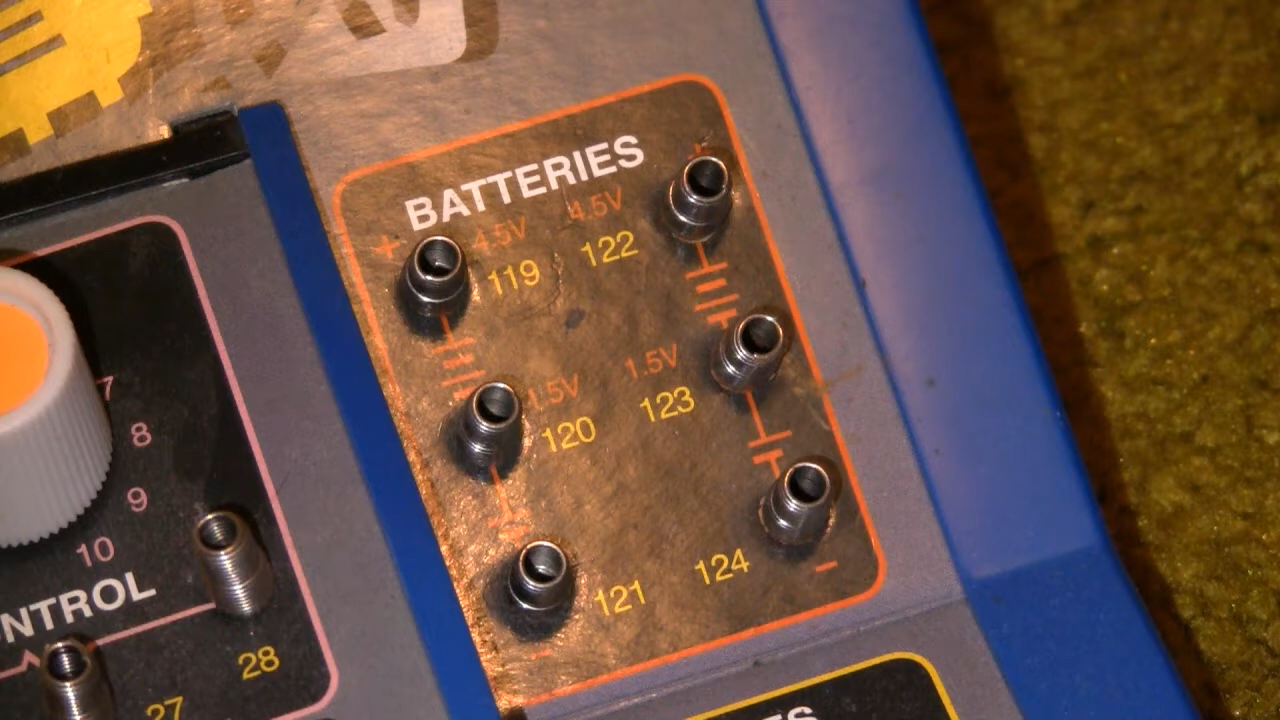 BATTERIES
+
4.5V 4.5V
119 122
1.5V 1.5V
120 123
121 124
-
-
7
8
9
10
NTROL
28
27
ES